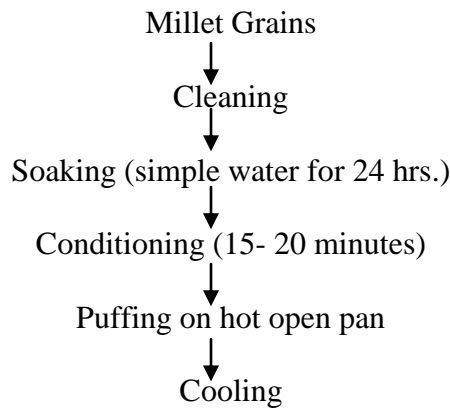 Millet Grains
Cleaning
Soaking (simple water for 24 hrs.)
Conditioning (15- 20 minutes)
Puffing on hot open pan
Cooling